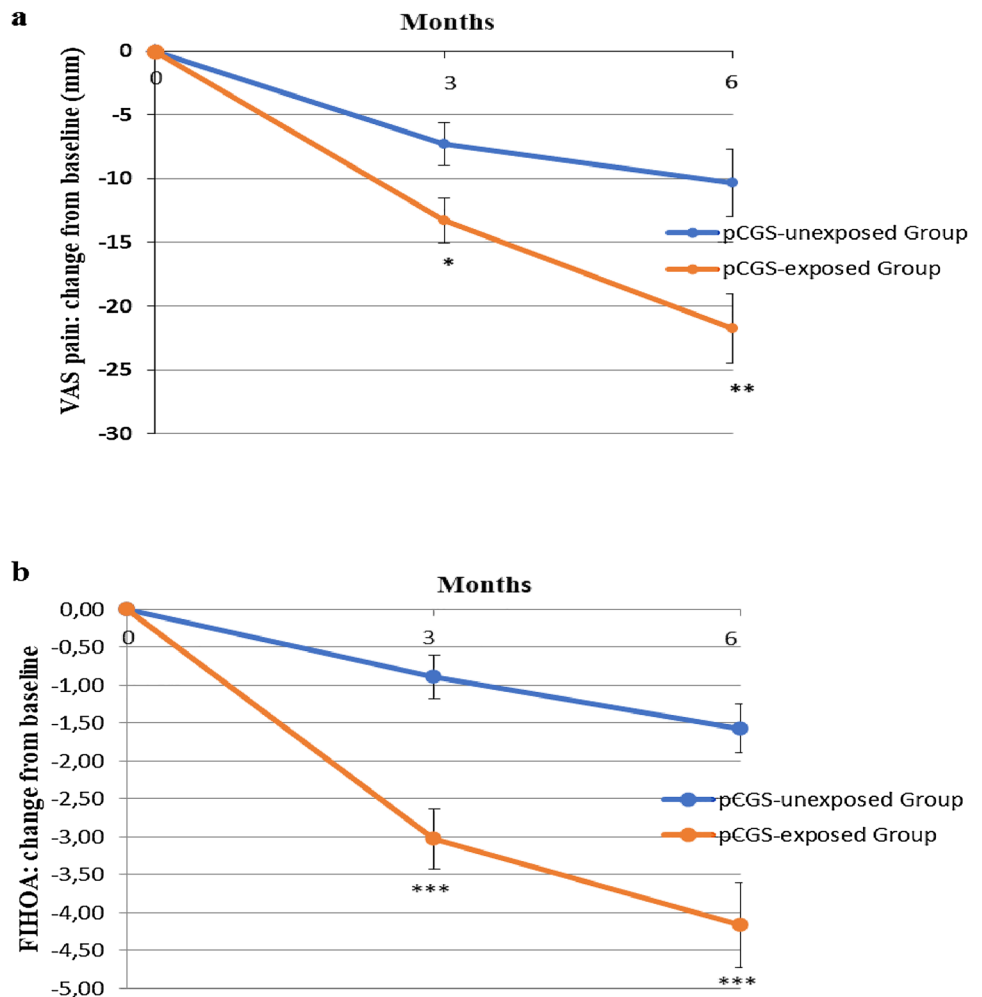 a
Months
VAS pain: change from baseline (mm)
0
-5
-10
-15
-20
-25
-30
0
3
6
pCGS-unexposed Group
pCGS-exposed Group
*
**
b
Months
FIHOA: change from baseline
0,00
-0,50
-1,00
-1,50
-2,00
-2,50
-3,00
-3,50
-4,00
-4,50
-5,00
0
3
6
pCGS-unexposed Group
pCGS-exposed Group
***
***